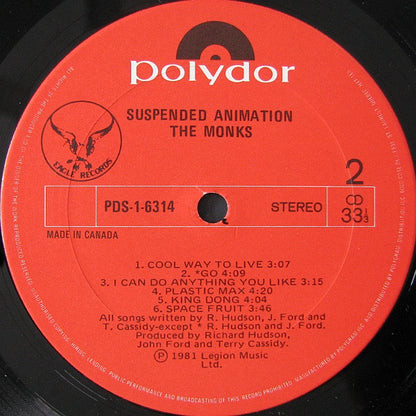 polydor
SUSPENDED ANIMATION
THE MONKS
EAGLE RECORDS
2
PDS-1-6314
STEREO
CD
33⅓
MADE IN CANADA
1. COOL WAY TO LIVE 3:07
2. *GO 4:09
3. I CAN DO ANYTHING YOU LIKE 3:15
4. PLASTIC MAX 4:20
5. KING DONG 4:04
6. SPACE FRUIT 3:46
All songs written by R. Hudson, J. Ford and
T. Cassidy-except * R. Hudson and J. Ford.
Produced by Richard Hudson,
John Ford and Terry Cassidy.
Ⓟ 1981 Legion Music
Ltd.